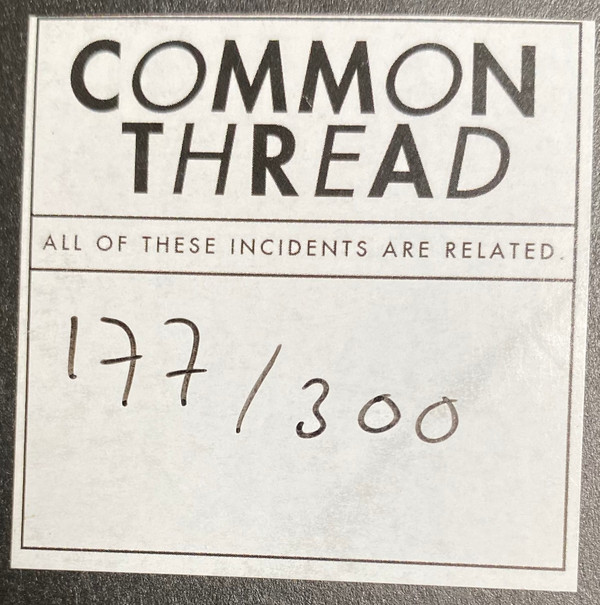 COMMON
THREAD
ALL OF THESE INCIDENTS ARE RELATED.
177/300